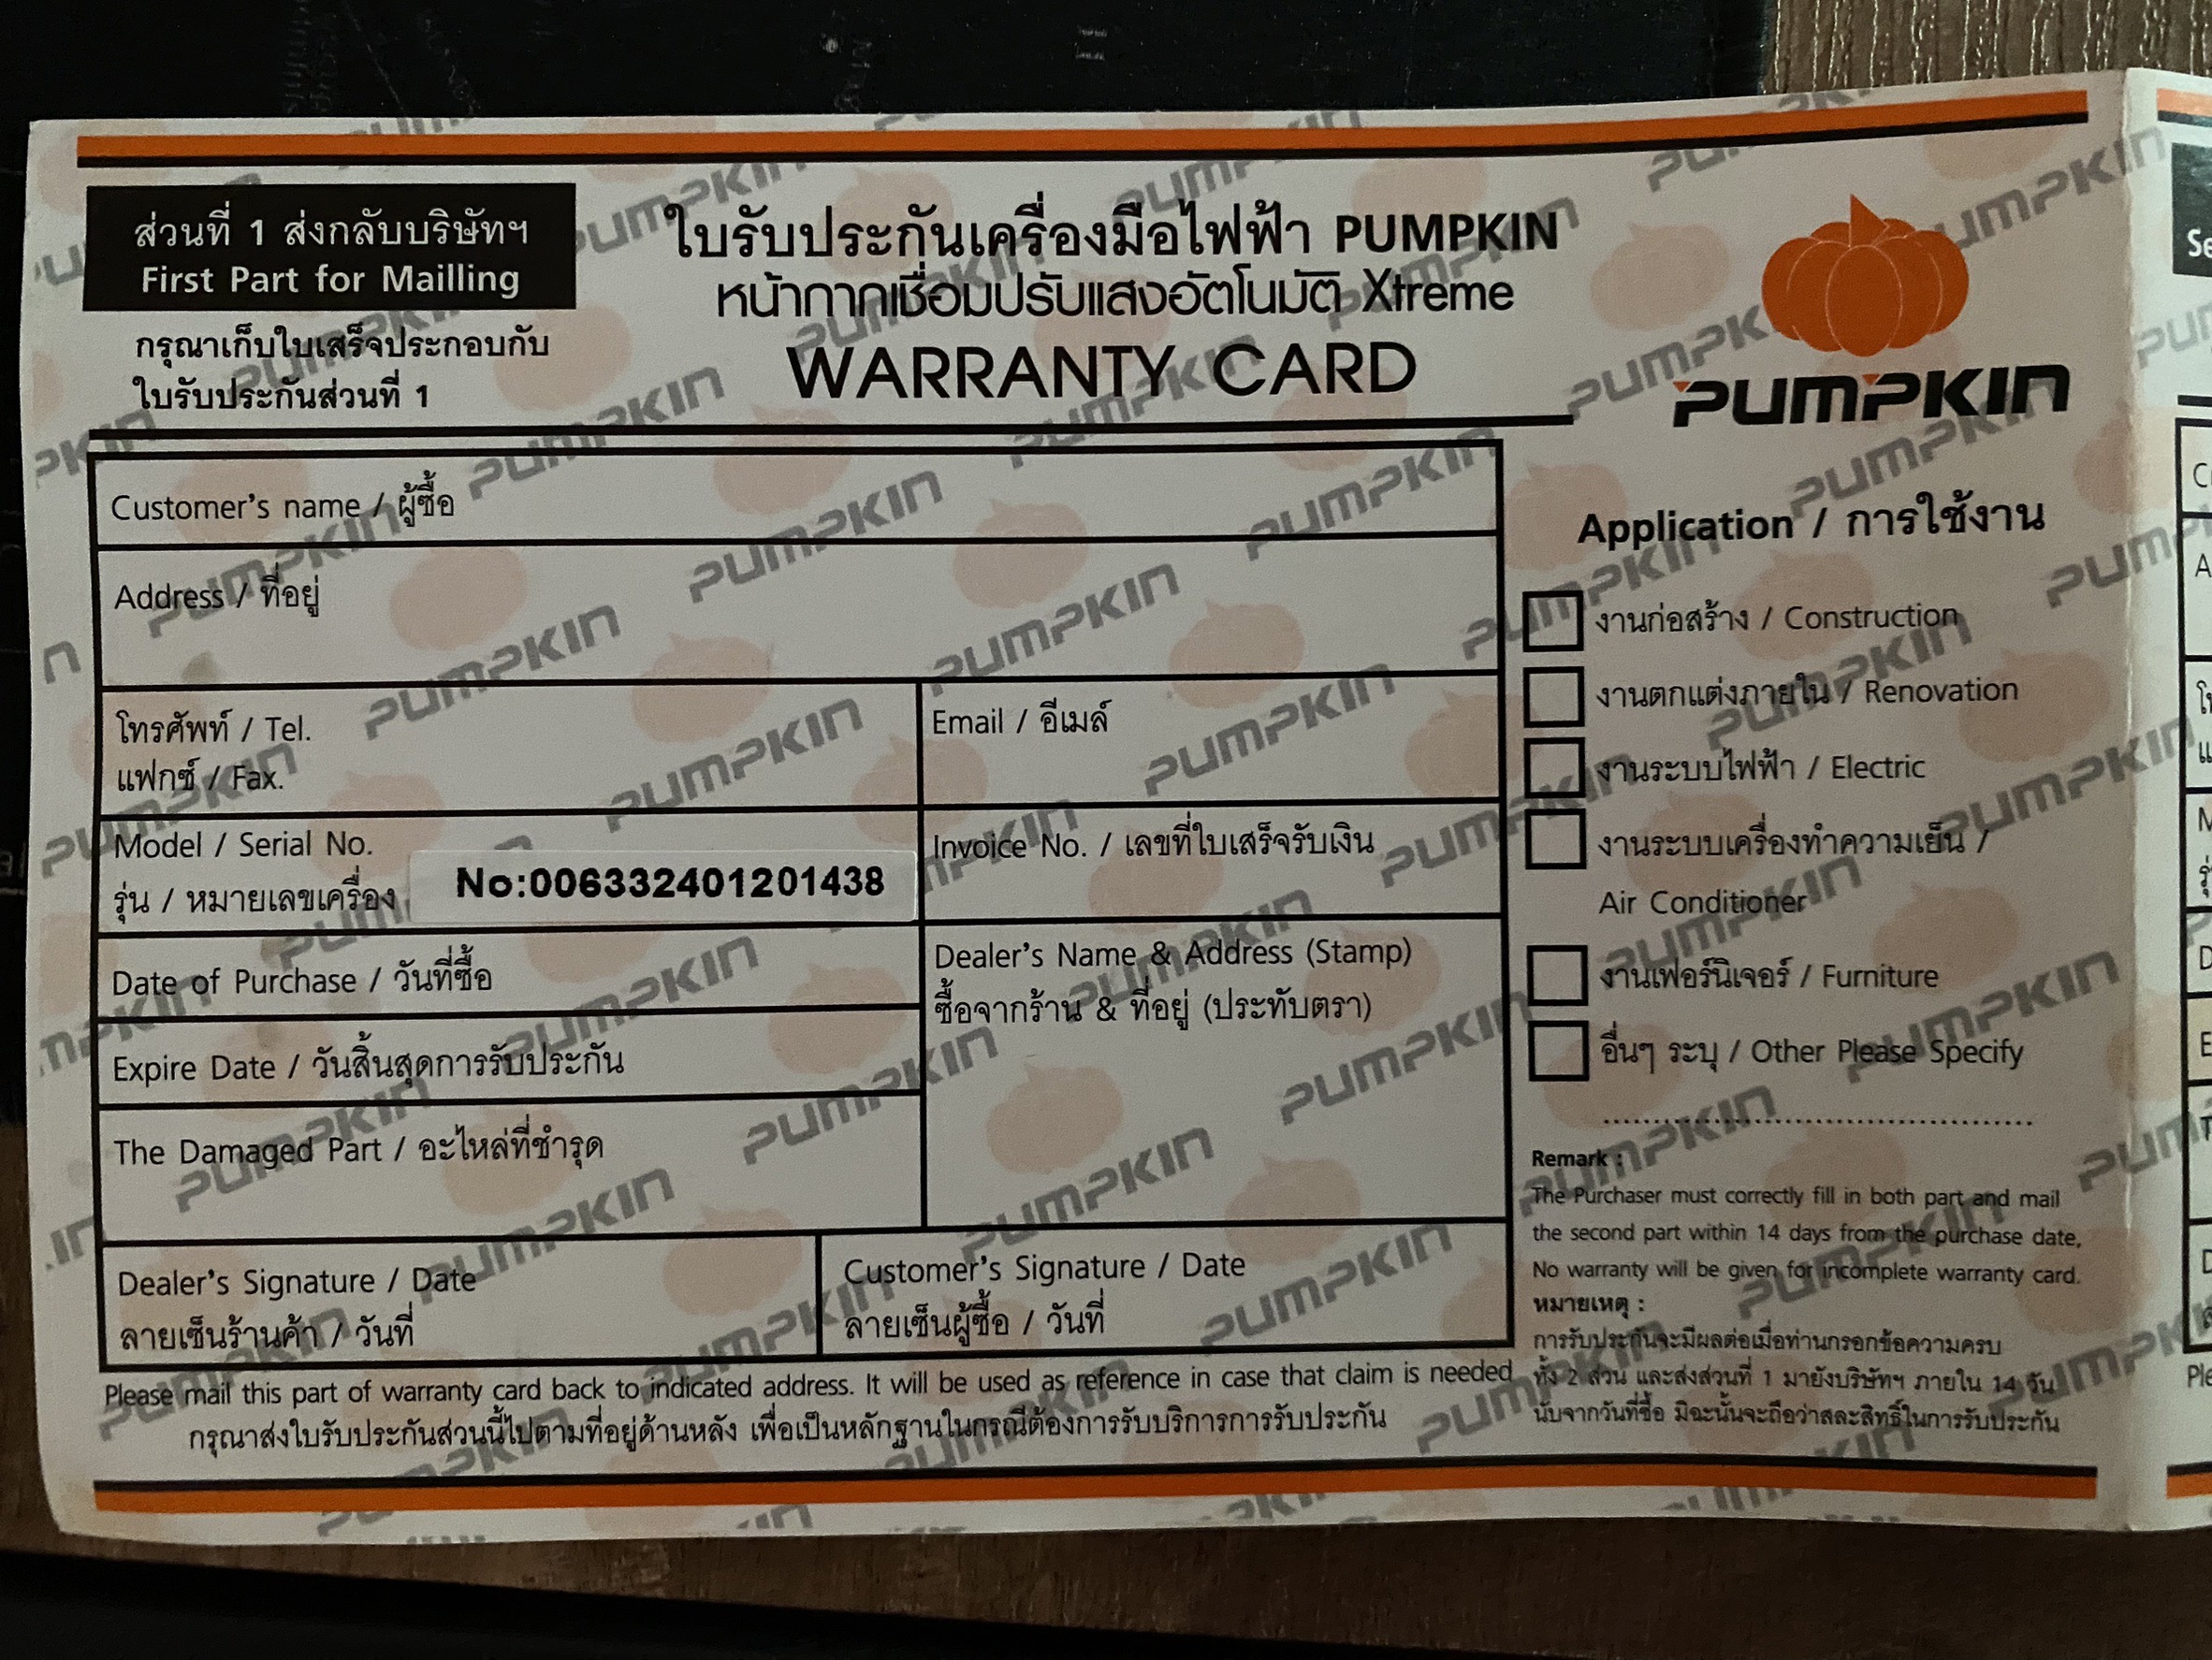 ส่วนที่ 1 ส่งกลับบริษัทฯ
First Part for Mailling
กรุณาเก็บใบเสร็จประกอบกับ
ใบรับประกันส่วนที่ 1
ใบรับประกันเครื่องมือไฟฟ้า PUMPKIN
หน้ากากเชื่อมปรับแสงอัตโนมัติ Xtreme
WARRANTY CARD
PUMPKIN
Customer's name / ผู้ซื้อ
Address / ที่อยู่
โทรศัพท์ / Tel.
แฟกซ์ / Fax.
Email / อีเมล์
Model / Serial No.
รุ่น / หมายเลขเครื่อง
No:006332401201438
Invoice No. / เลขที่ใบเสร็จรับเงิน
Date of Purchase / วันที่ซื้อ
Expire Date / วันสิ้นสุดการรับประกัน
The Damaged Part / อะไหล่ที่ชำรุด
Dealer's Name & Address (Stamp)
ซื้อจากร้าน & ที่อยู่ (ประทับตรา)
Dealer's Signature / Date
ลายเซ็นร้านค้า / วันที่
Customer's Signature / Date
ลายเซ็นผู้ซื้อ / วันที่
Please mail this part of warranty card back to indicated address. It will be used as reference in case that claim is needed
กรุณาส่งใบรับประกันส่วนนี้ไปตามที่อยู่ด้านหลัง เพื่อเป็นหลักฐานในกรณีต้องการรับบริการการรับประกัน
Application / การใช้งาน
งานก่อสร้าง / Construction
งานตกแต่งภายใน / Renovation
งานระบบไฟฟ้า / Electric
งานระบบเครื่องทำความเย็น /
Air Conditioner
งานเฟอร์นิเจอร์ / Furniture
อื่นๆ ระบุ / Other Please Specify
Remark :
The Purchaser must correctly fill in both part and mail
the second part within 14 days from the purchase date,
No warranty will be given for incomplete warranty card.
หมายเหตุ :
การรับประกันจะมีผลต่อเมื่อท่านกรอกข้อความครบ
ทั้ง 2 ส่วน และส่งส่วนที่ 1 มายังบริษัทฯ ภายใน 14 วัน
นับจากวันที่ซื้อ มิฉะนั้นจะถือว่าสละสิทธิ์ในการรับประกัน